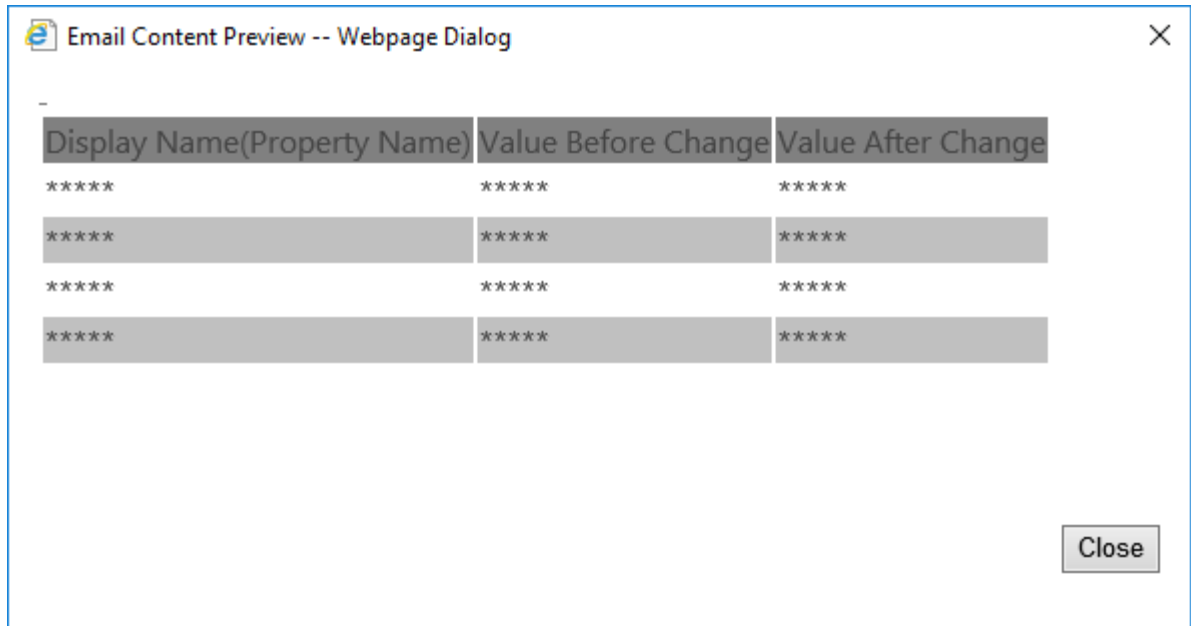 Email Content Preview -- Webpage Dialog
-
Display Name(Property Name) Value Before Change Value After Change
***** ***** *****
***** ***** *****
***** ***** *****
***** ***** *****
Close